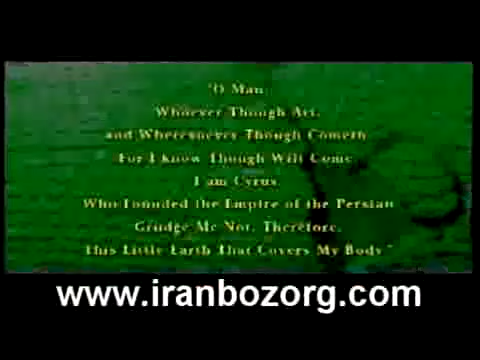 "O Man,
Whoever Though Art,
and Wheresoever Though Cometh
For I know Though Will Come
I am Cyrus,
Who Founded the Empire of the Persian
Grudge Me Not, Therefore,
This Little Earth That Covers My Body."
www.iranbozorg.com